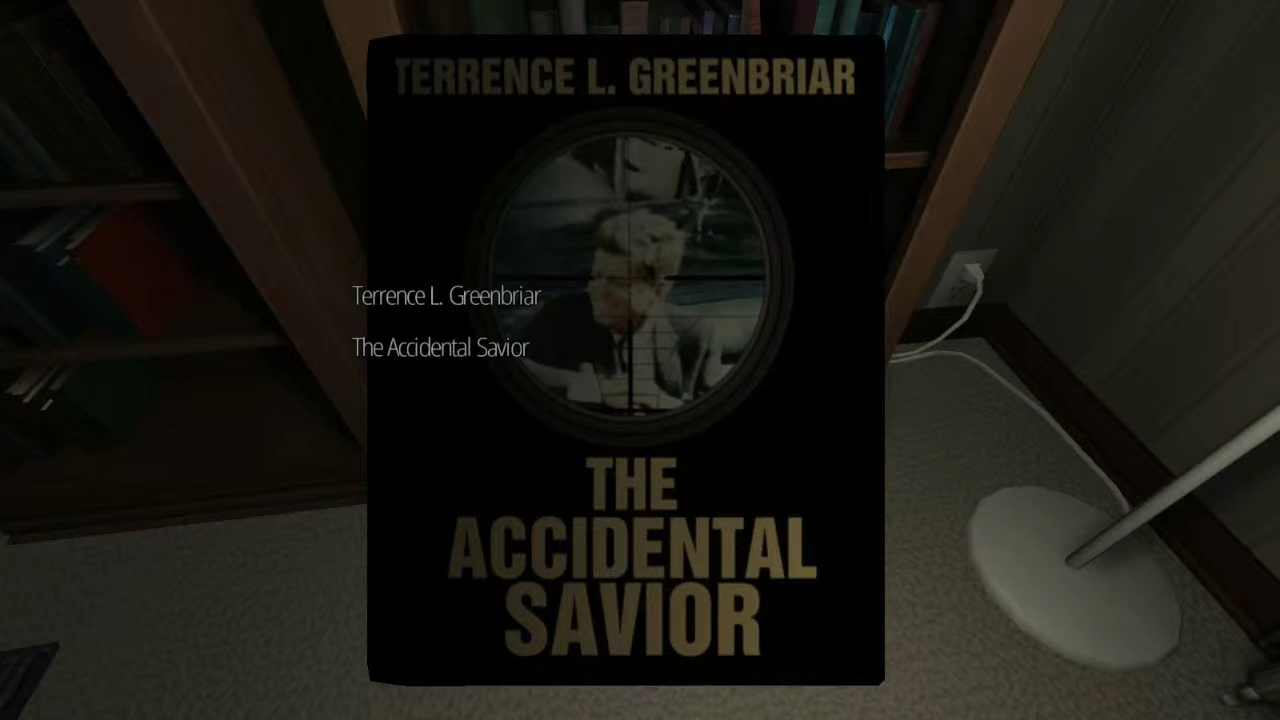 TERRENCE L. GREENBRIAR
Terrence L. Greenbriar
The Accidental Savior
THE
ACCIDENTAL
SAVIOR